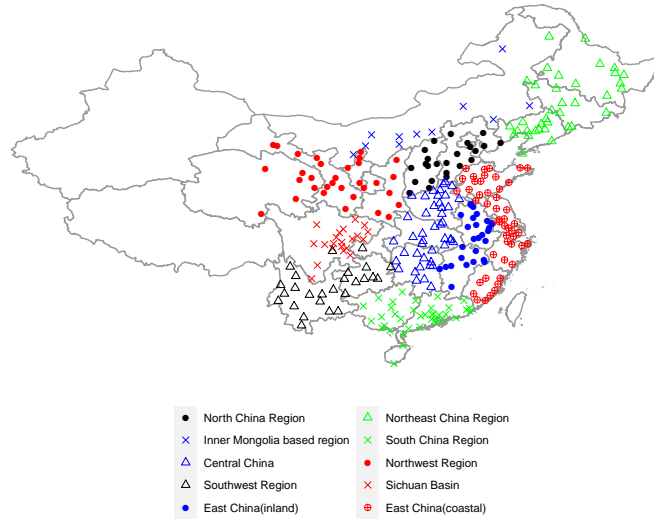 North China Region
Northeast China Region
Inner Mongolia based region
South China Region
Central China
Northwest Region
Southwest Region
Sichuan Basin
East China(inland)
East China(coastal)